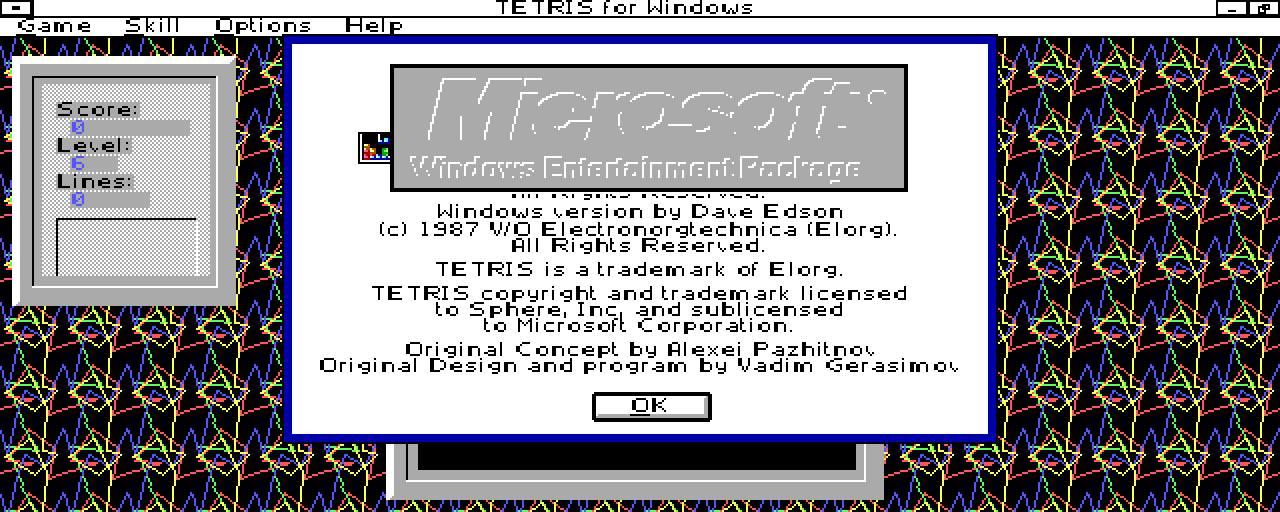 TETRIS for Windows
Game Skill Options Help
Score:
0
Level:
6
Lines:
0
Microsoft
Windows Entertainment Package
All Rights Reserved.
Windows version by Dave Edson
(c) 1987 V/O Electronorgtechnica (Elorg).
All Rights Reserved.
TETRIS is a trademark of Elorg.
TETRIS copyright and trademark licensed
to Sphere, Inc. and sublicensed
to Microsoft Corporation.
Original Concept by Alexei Pazhitnov
Original Design and program by Vadim Gerasimov
OK